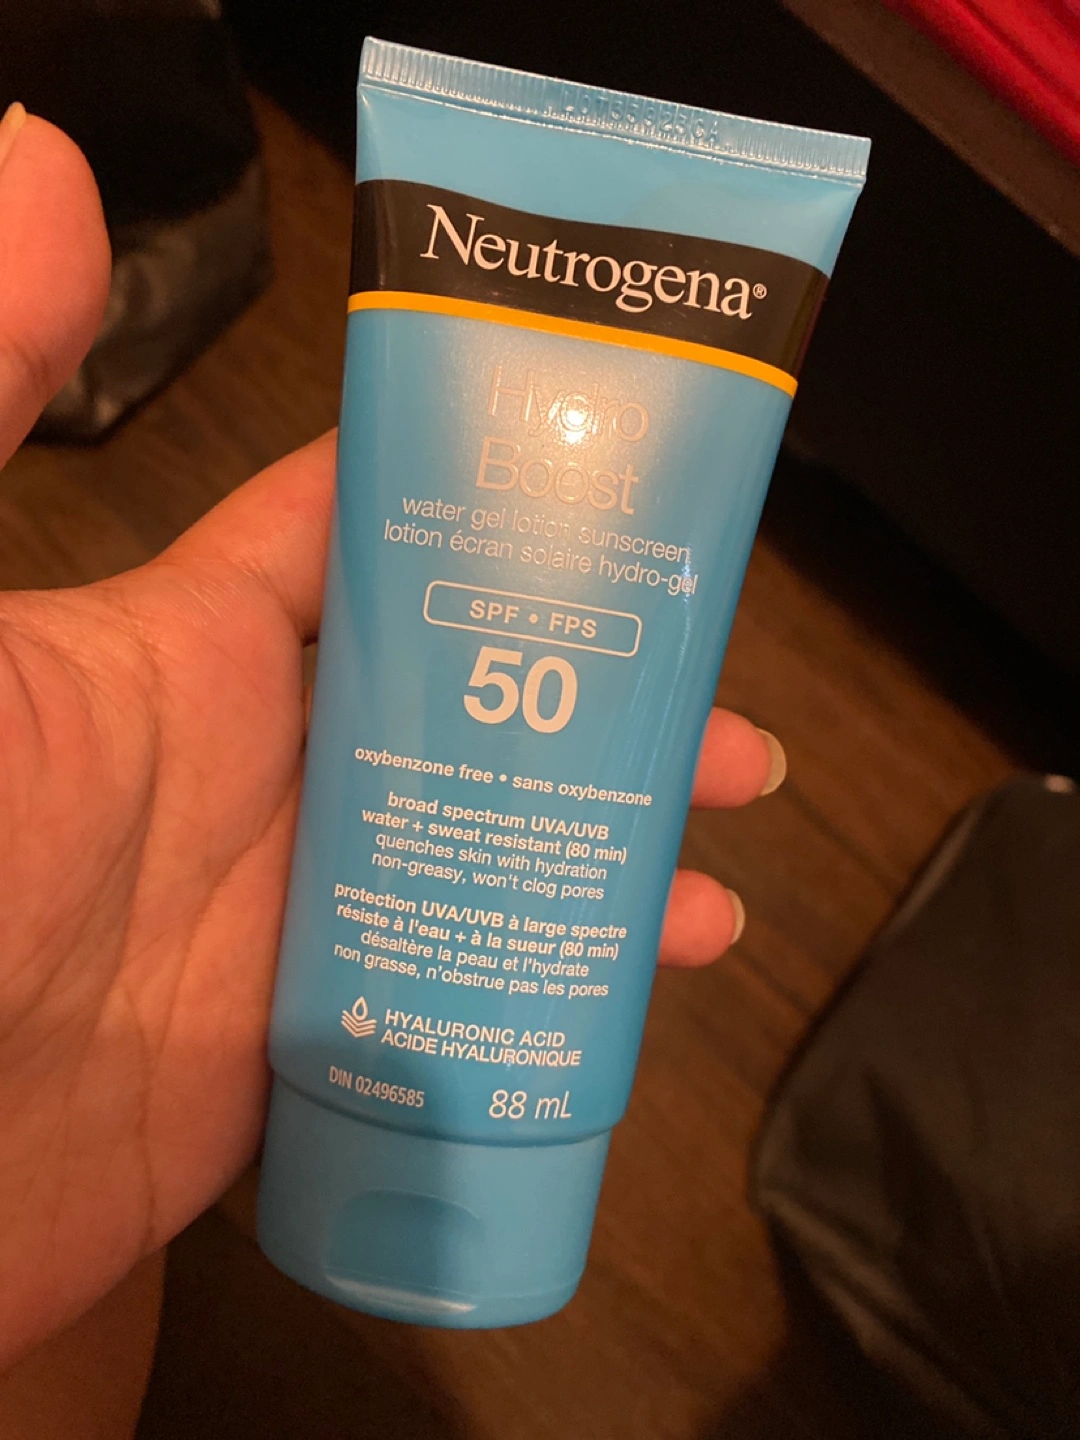 Neutrogena®
Hydro
Boost
water gel lotion sunscreen
lotion écran solaire hydro-gel
SPF • FPS
50
oxybenzone free • sans oxybenzone
broad spectrum UVA/UVB
water + sweat resistant (80 min)
quenches skin with hydration
non-greasy, won't clog pores
protection UVA/UVB à large spectre
résiste à l'eau + à la sueur (80 min)
désaltère la peau et l'hydrate
non grasse, n'obstrue pas les pores
HYALURONIC ACID
ACIDE HYALURONIQUE
DIN 02496585
88 mL